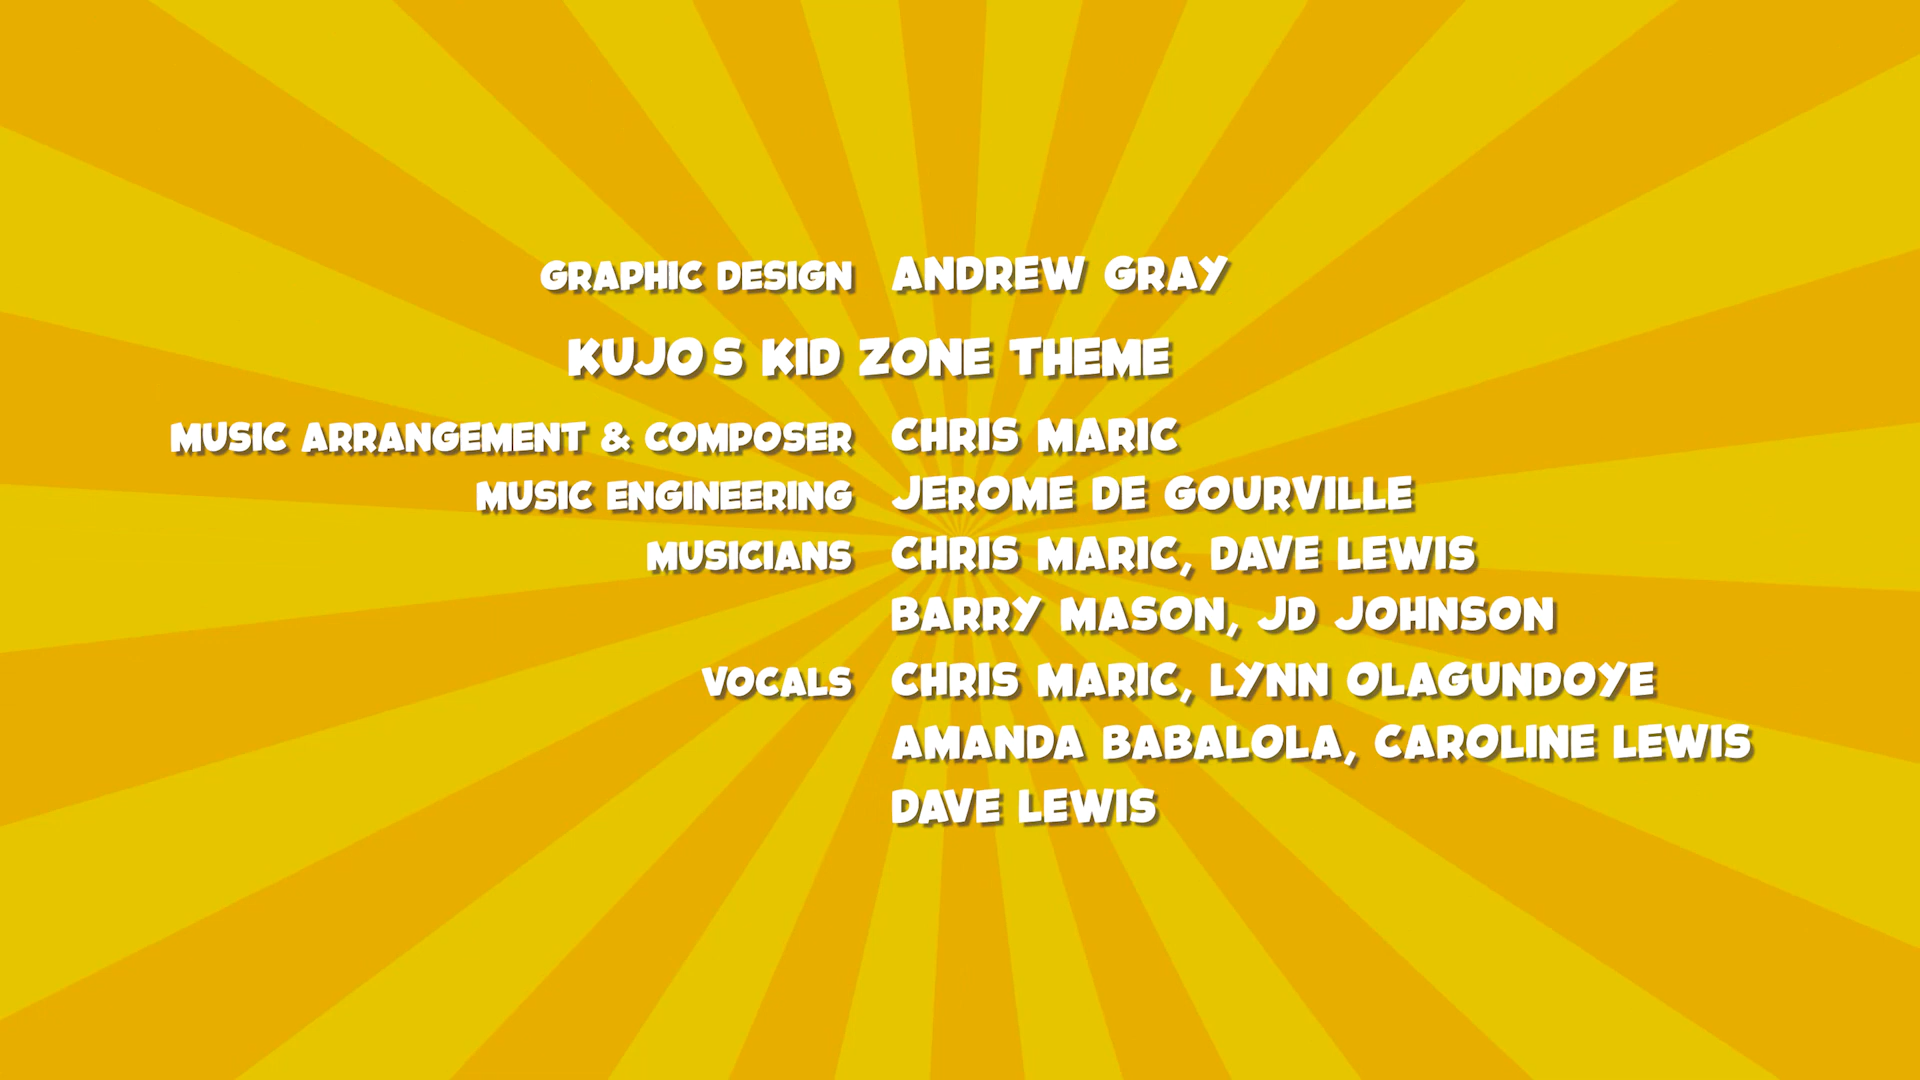 GRAPHIC DESIGN ANDREW GRAY
KUJO S KID ZONE THEME
MUSIC ARRANGEMENT & COMPOSER CHRIS MARIC
MUSIC ENGINEERING JEROME DE GOURVILLE
MUSICIANS CHRIS MARIC, DAVE LEWIS
BARRY MASON, JD JOHNSON
VOCALS CHRIS MARIC, LYNN OLAGUNDOYE
AMANDA BABALOLA, CAROLINE LEWIS
DAVE LEWIS